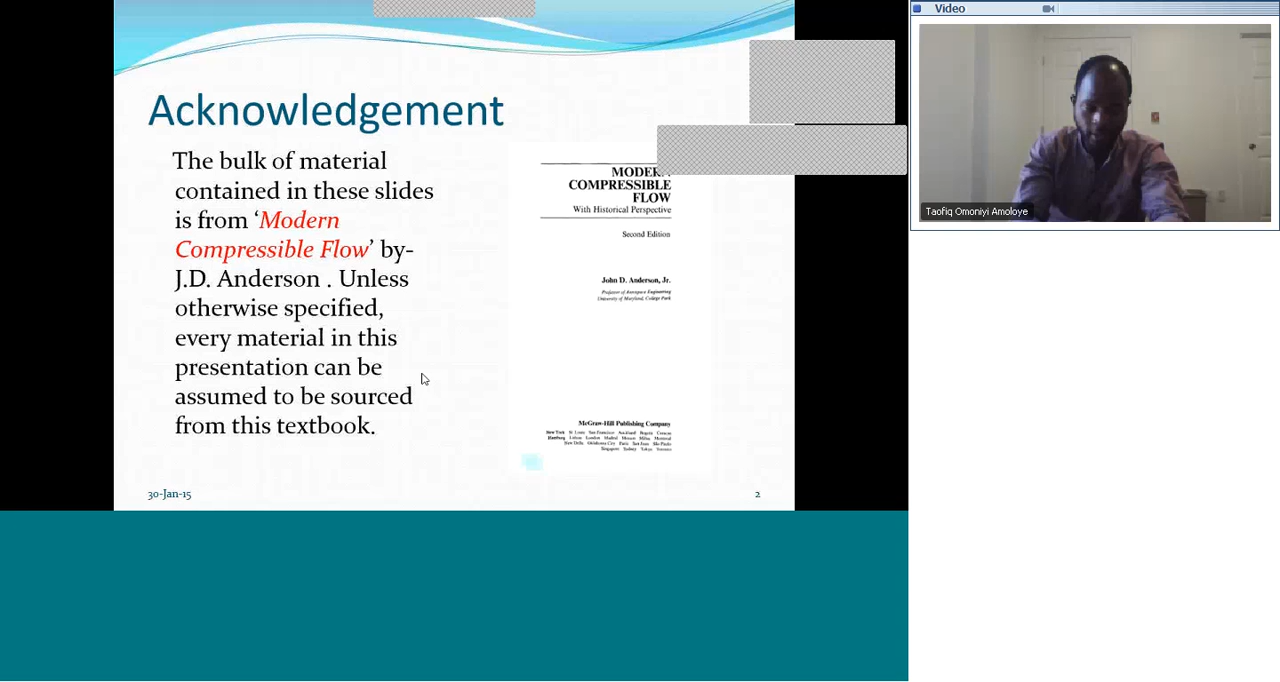 Acknowledgement
The bulk of material
contained in these slides
is from ‘Modern
Compressible Flow’ by-
J.D. Anderson . Unless
otherwise specified,
every material in this
presentation can be
assumed to be sourced
from this textbook.
MODERN
COMPRESSIBLE
FLOW
With Historical Perspective
Second Edition
John D. Anderson, Jr.
Professor of Aerospace Engineering
University of Maryland, College Park
McGraw-Hill Publishing Company
New York St Louis San Francisco Auckland Bogotá Caracas
Hamburg Lisbon London Madrid Mexico Milan Montreal
New Delhi Oklahoma City Paris San Juan São Paulo
Singapore Sydney Tokyo Toronto
30-Jan-15
2
Video
Taofiq Omoniyi Amoloye